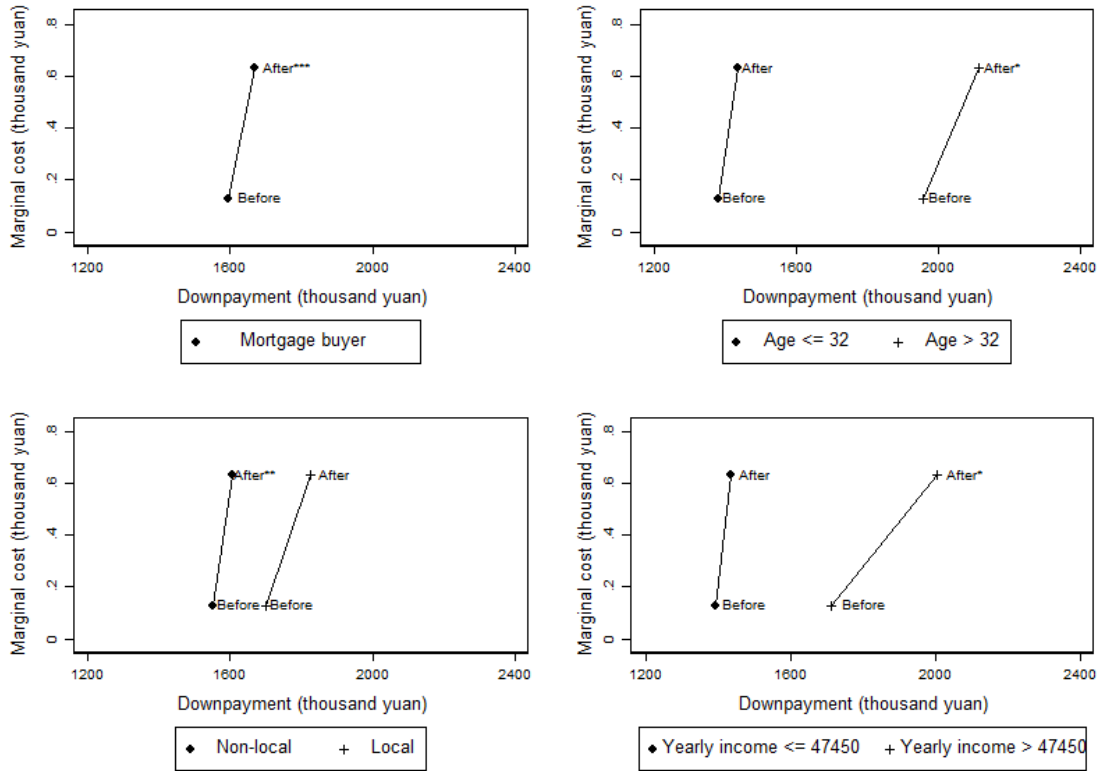 Marginal cost (thousand yuan)
.8
.6
.4
.2
0
After***
Before
1200 1600 2000 2400
Downpayment (thousand yuan)
Mortgage buyer
Marginal cost (thousand yuan)
.8
.6
.4
.2
0
After After*
Before Before
1200 1600 2000 2400
Downpayment (thousand yuan)
Age <= 32 Age > 32
Marginal cost (thousand yuan)
.8
.6
.4
.2
0
After** After
Before Before
1200 1600 2000 2400
Downpayment (thousand yuan)
Non-local Local
Marginal cost (thousand yuan)
.8
.6
.4
.2
0
After After*
Before Before
1200 1600 2000 2400
Downpayment (thousand yuan)
Yearly income <= 47450 Yearly income > 47450